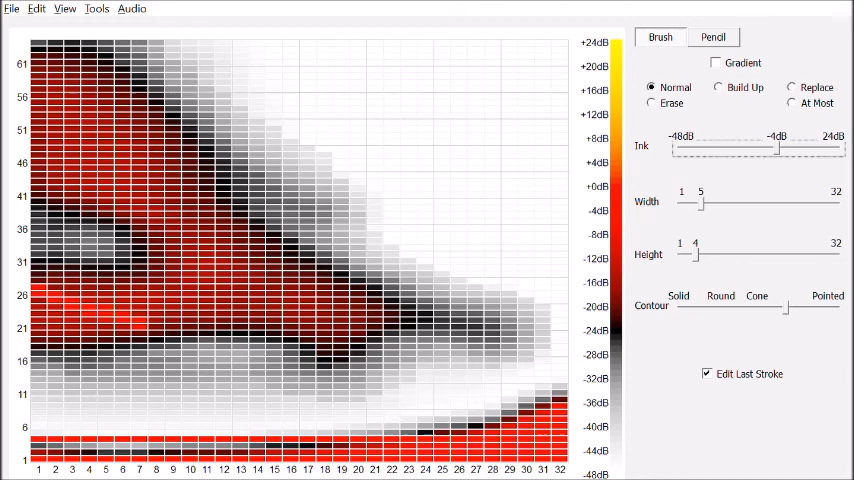 File Edit View Tools Audio
Brush Pencil
Gradient
Normal Build Up Replace
Erase At Most
Ink -48dB -4dB 24dB
Width 1 5 32
Height 1 4 32
Contour Solid Round Cone Pointed
Edit Last Stroke
+24dB
+20dB
+16dB
+12dB
+8dB
+4dB
+0dB
-4dB
-8dB
-12dB
-16dB
-20dB
-24dB
-28dB
-32dB
-36dB
-40dB
-44dB
-48dB
61
56
51
46
41
36
31
26
21
16
11
6
1
1 2 3 4 5 6 7 8 9 10 11 12 13 14 15 16 17 18 19 20 21 22 23 24 25 26 27 28 29 30 31 32